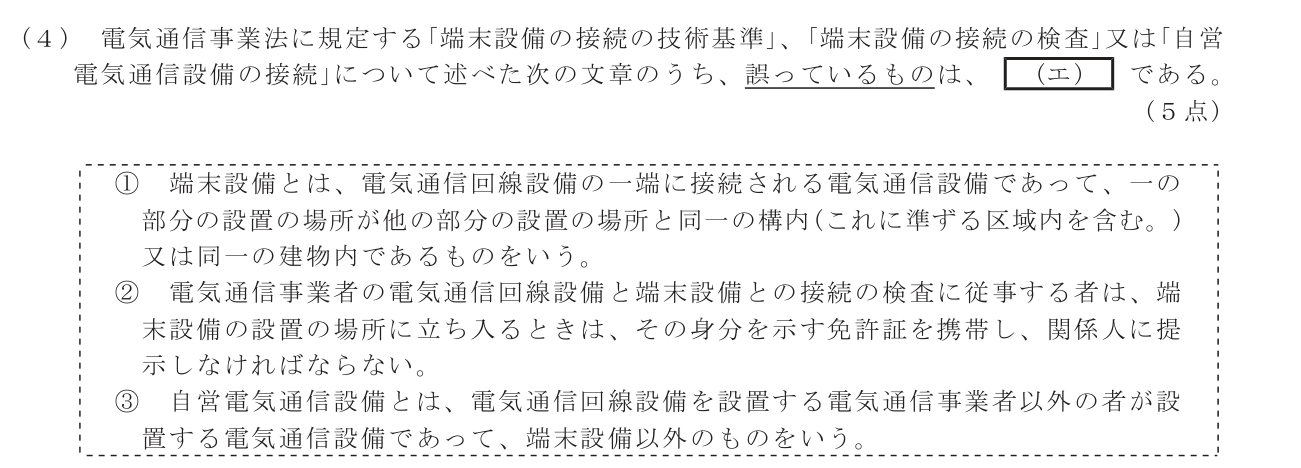 (４)　電気通信事業法に規定する「端末設備の接続の技術基準」、「端末設備の接続の検査」又は「自営
電気通信設備の接続」について述べた次の文章のうち、誤っているものは、 (エ) である。
(５点)
①　端末設備とは、電気通信回線設備の一端に接続される電気通信設備であって、一の
部分の設置の場所が他の部分の設置の場所と同一の構内(これに準ずる区域内を含む。)
又は同一の建物内であるものをいう。
②　電気通信事業者の電気通信回線設備と端末設備との接続の検査に従事する者は、端
末設備の設置の場所に立ち入るときは、その身分を示す免許証を携帯し、関係人に提
示しなければならない。
③　自営電気通信設備とは、電気通信回線設備を設置する電気通信事業者以外の者が設
置する電気通信設備であって、端末設備以外のものをいう。